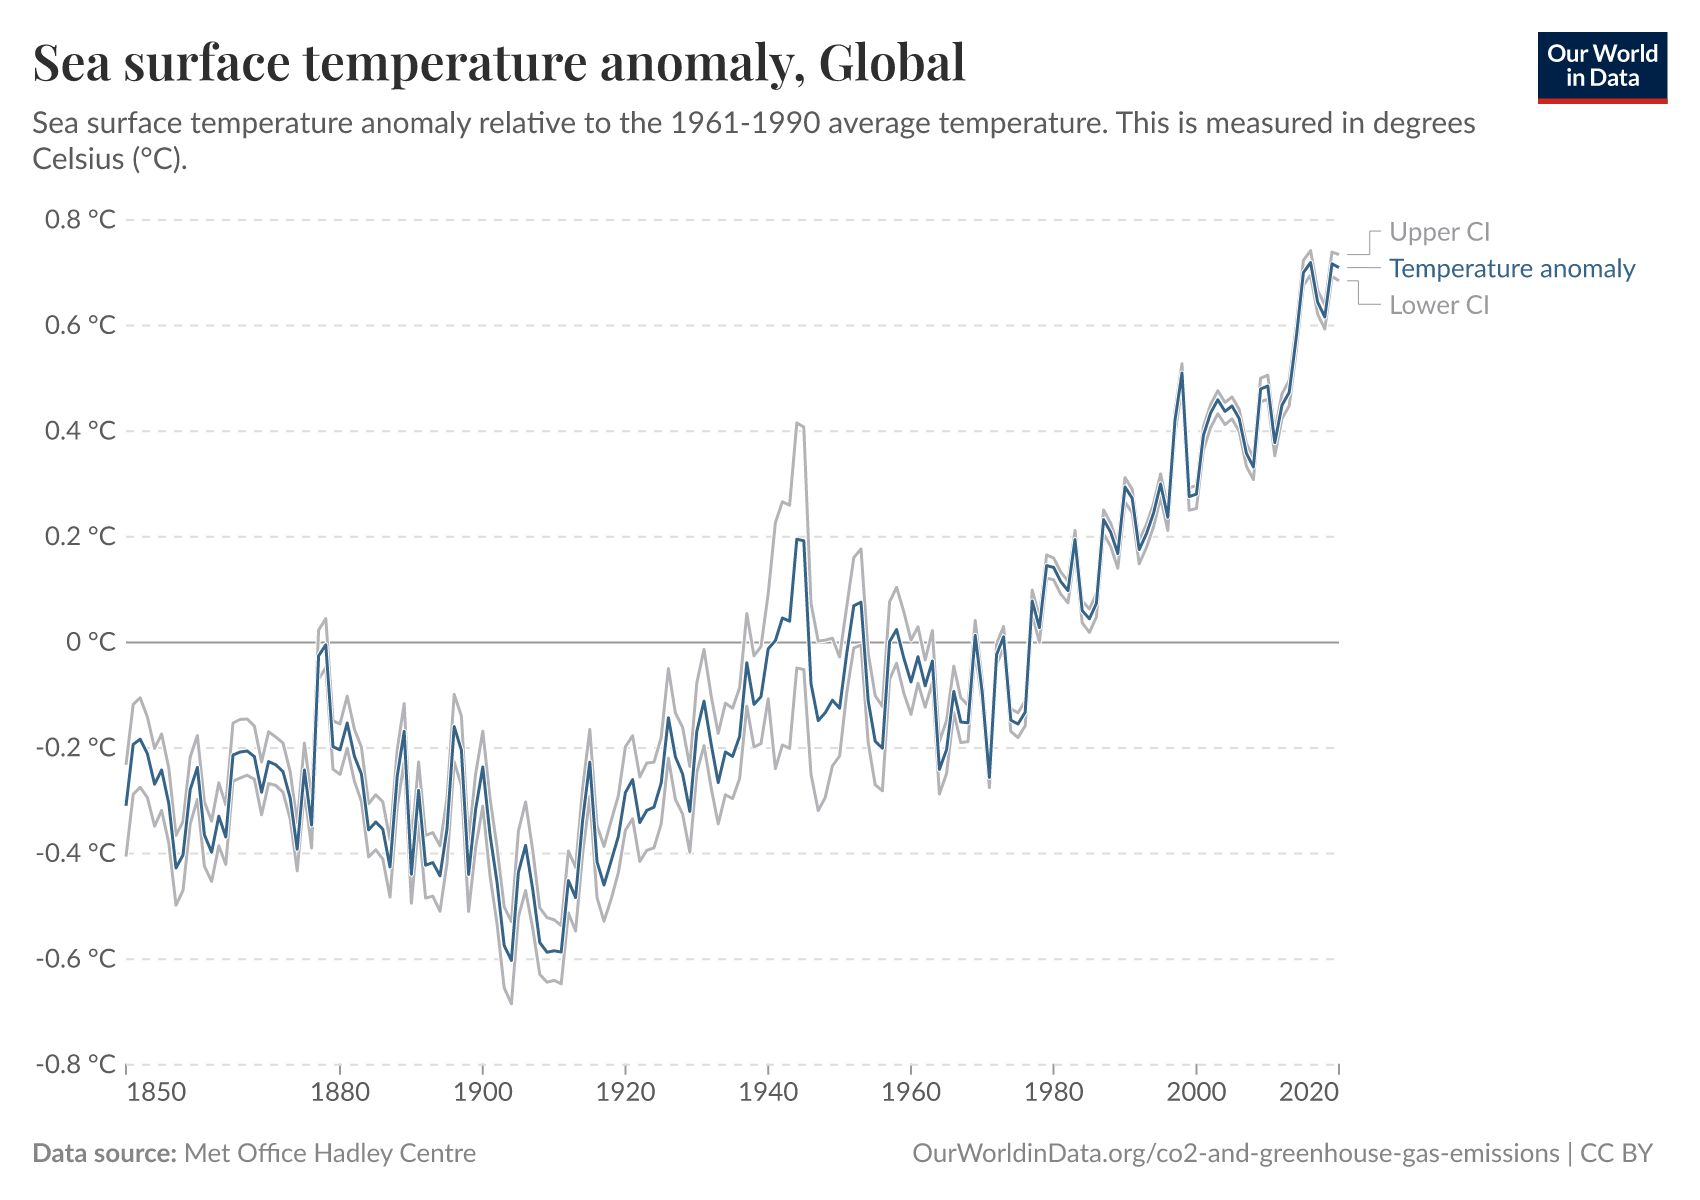 Sea surface temperature anomaly, Global
Our World
in Data
Sea surface temperature anomaly relative to the 1961-1990 average temperature. This is measured in degrees
Celsius (°C).
0.8 °C
0.6 °C
0.4 °C
0.2 °C
0 °C
-0.2 °C
-0.4 °C
-0.6 °C
-0.8 °C
Upper CI
Temperature anomaly
Lower CI
1850 1880 1900 1920 1940 1960 1980 2000 2020
Data source: Met Office Hadley Centre
OurWorldinData.org/co2-and-greenhouse-gas-emissions | CC BY